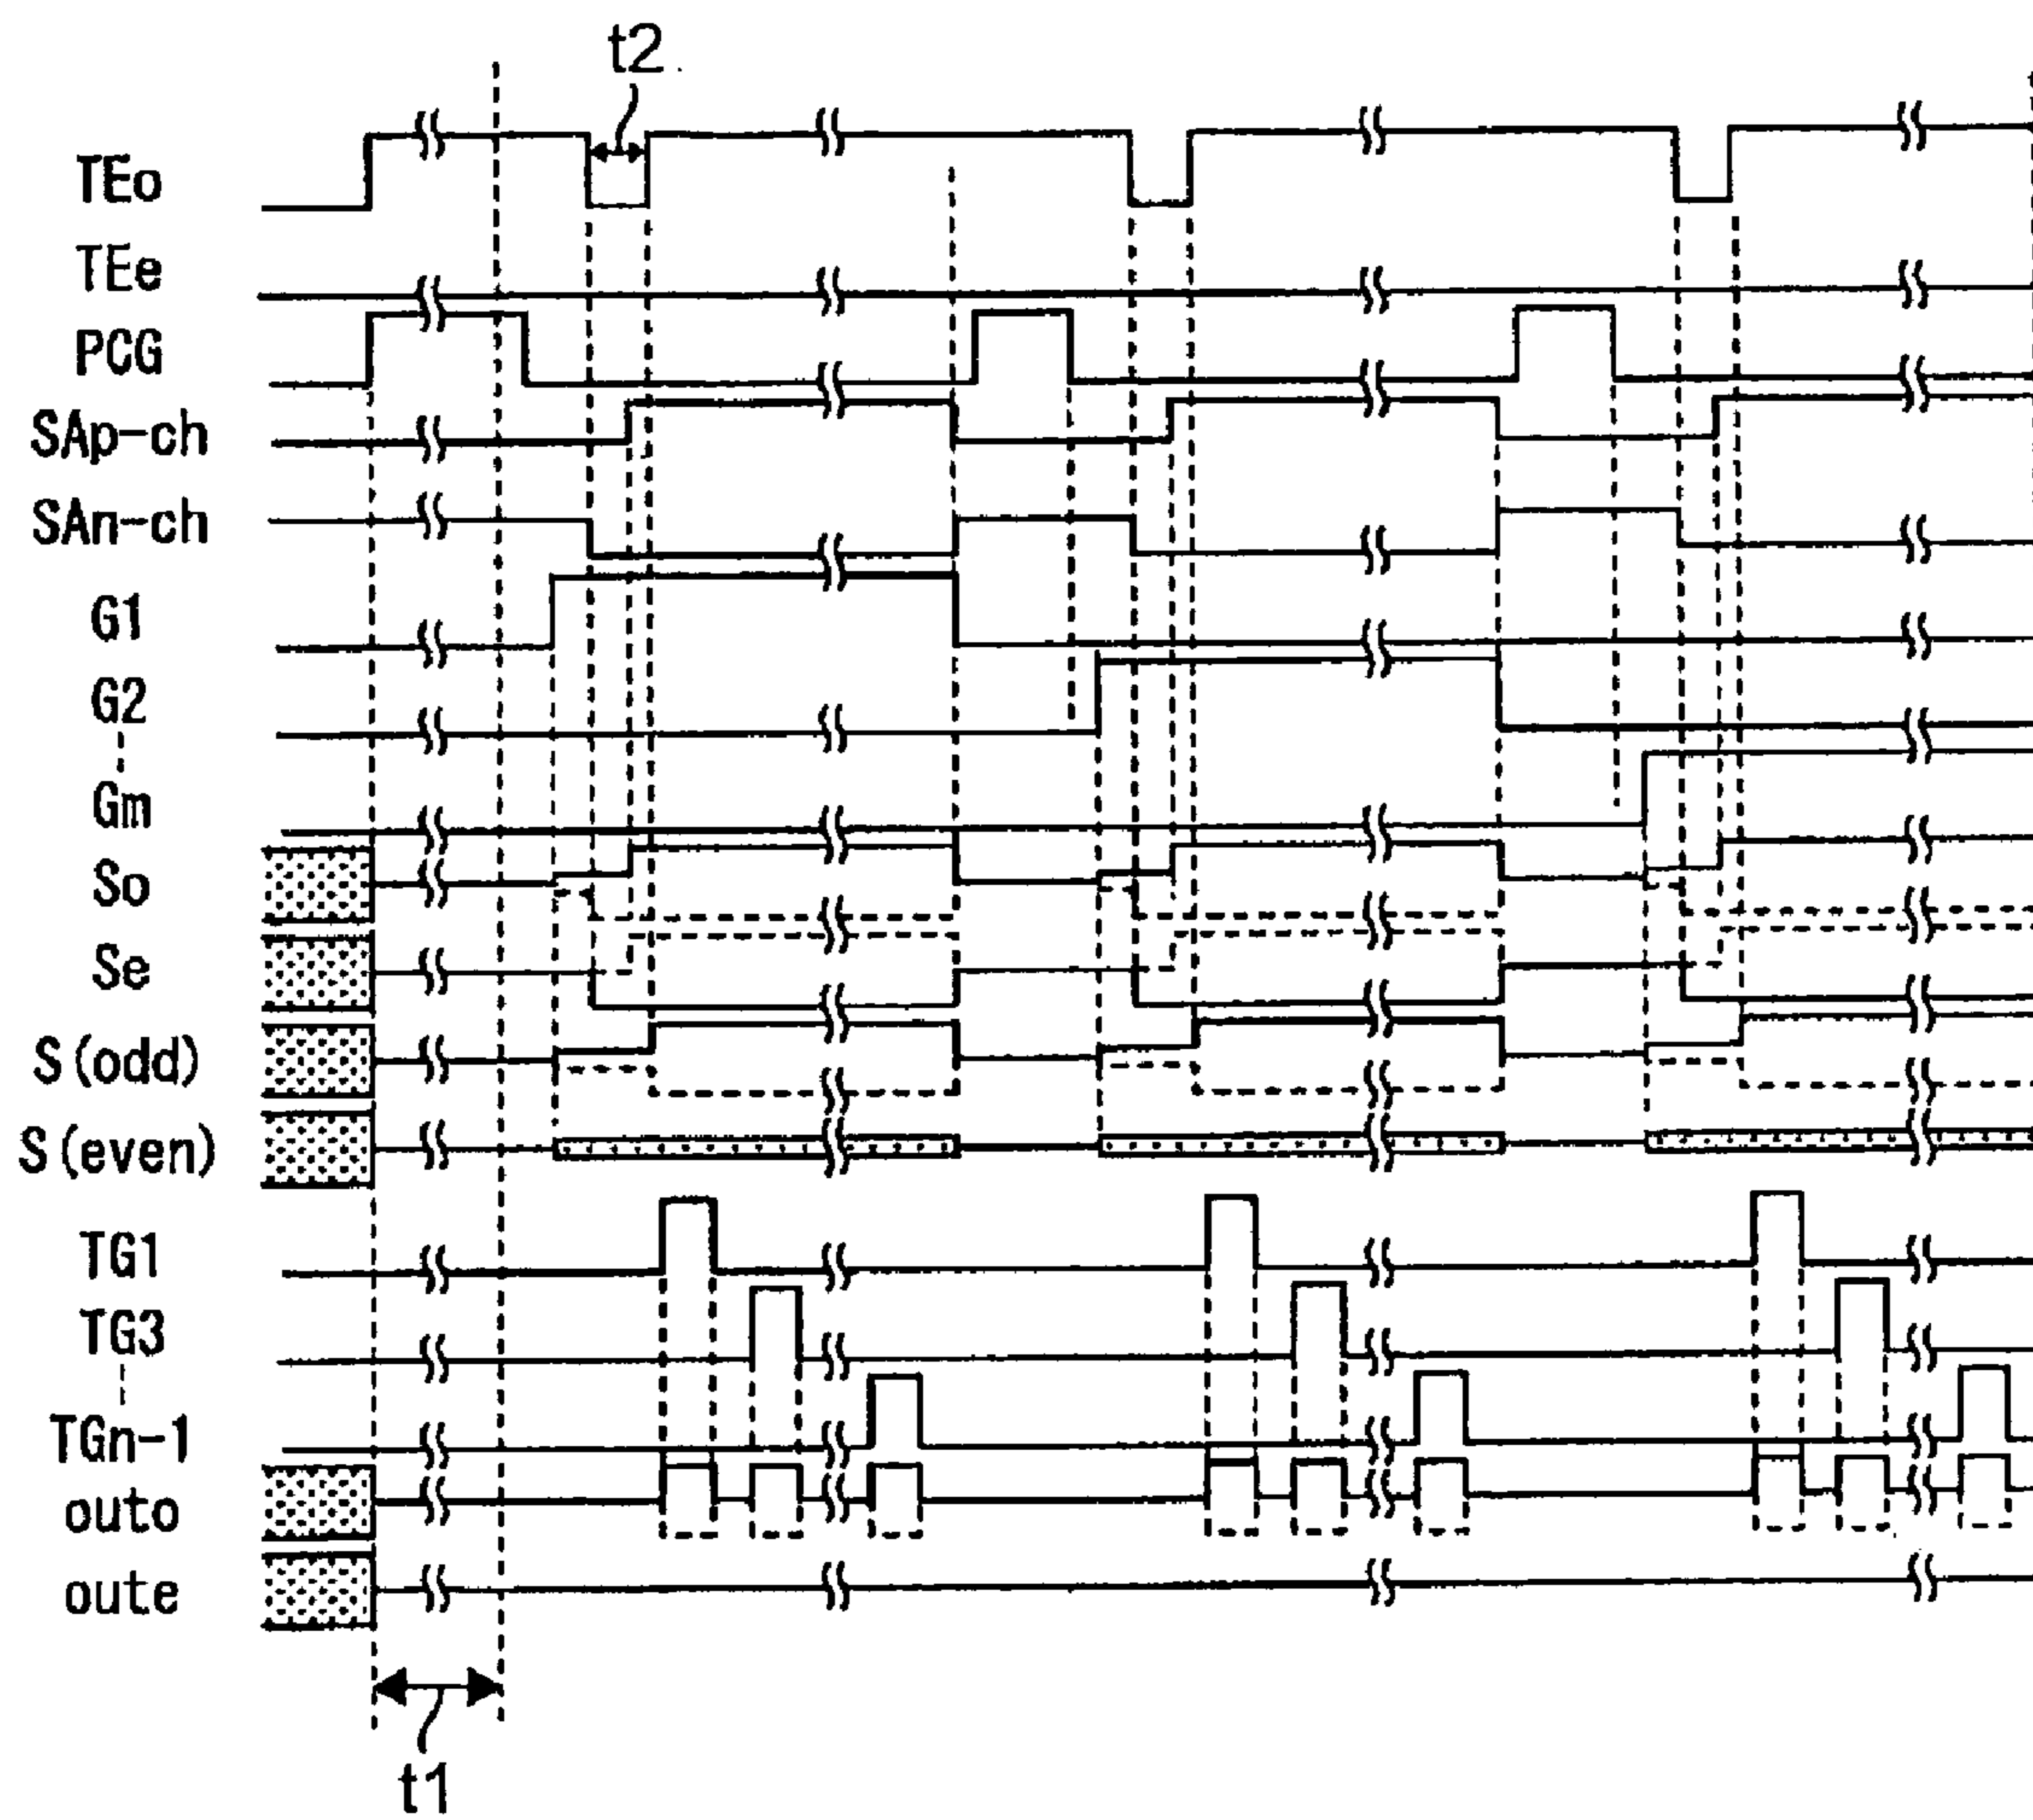 t2
TEo
TEe
PCG
SAp-ch
SAn-ch
G1
G2
Gm
So
Se
S(odd)
S(even)
TG1
TG3
TGn-1
outo
oute
t1